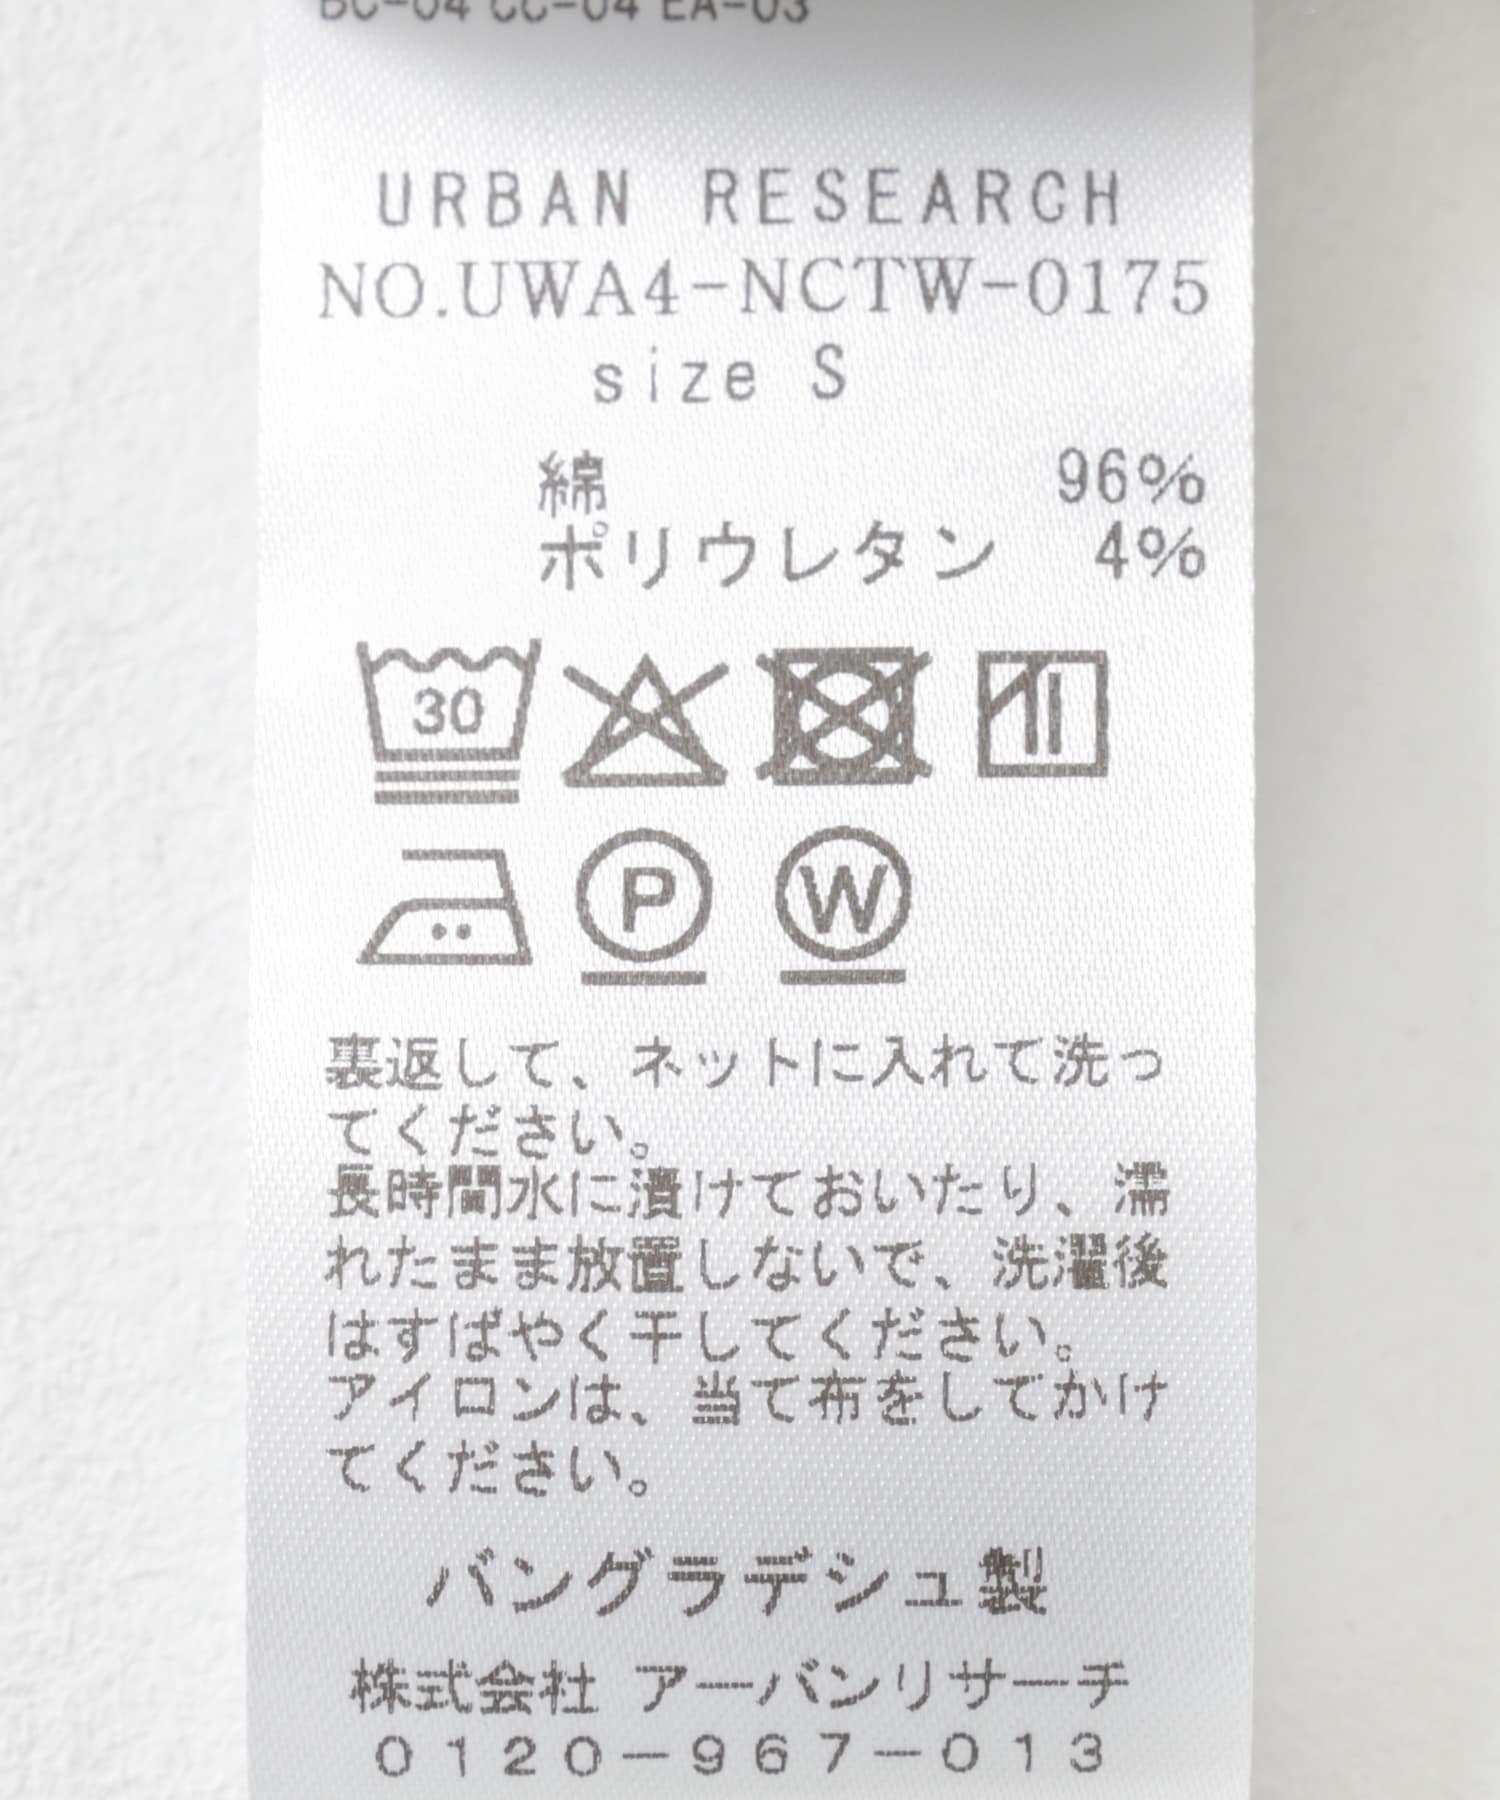 BC-04 CC-04 EA-03
URBAN RESEARCH
NO.UWA4-NCTW-0175
size S
綿 96%
ポリウレタン 4%
30
P W
裏返して、ネットに入れて洗っ
てください。
長時間水に漬けておいたり、濡
れたまま放置しないで、洗濯後
はすばやく干してください。
アイロンは、当て布をしてかけ
てください。
バングラデシュ製
株式会社 アーバンリサーチ
0120-967-013